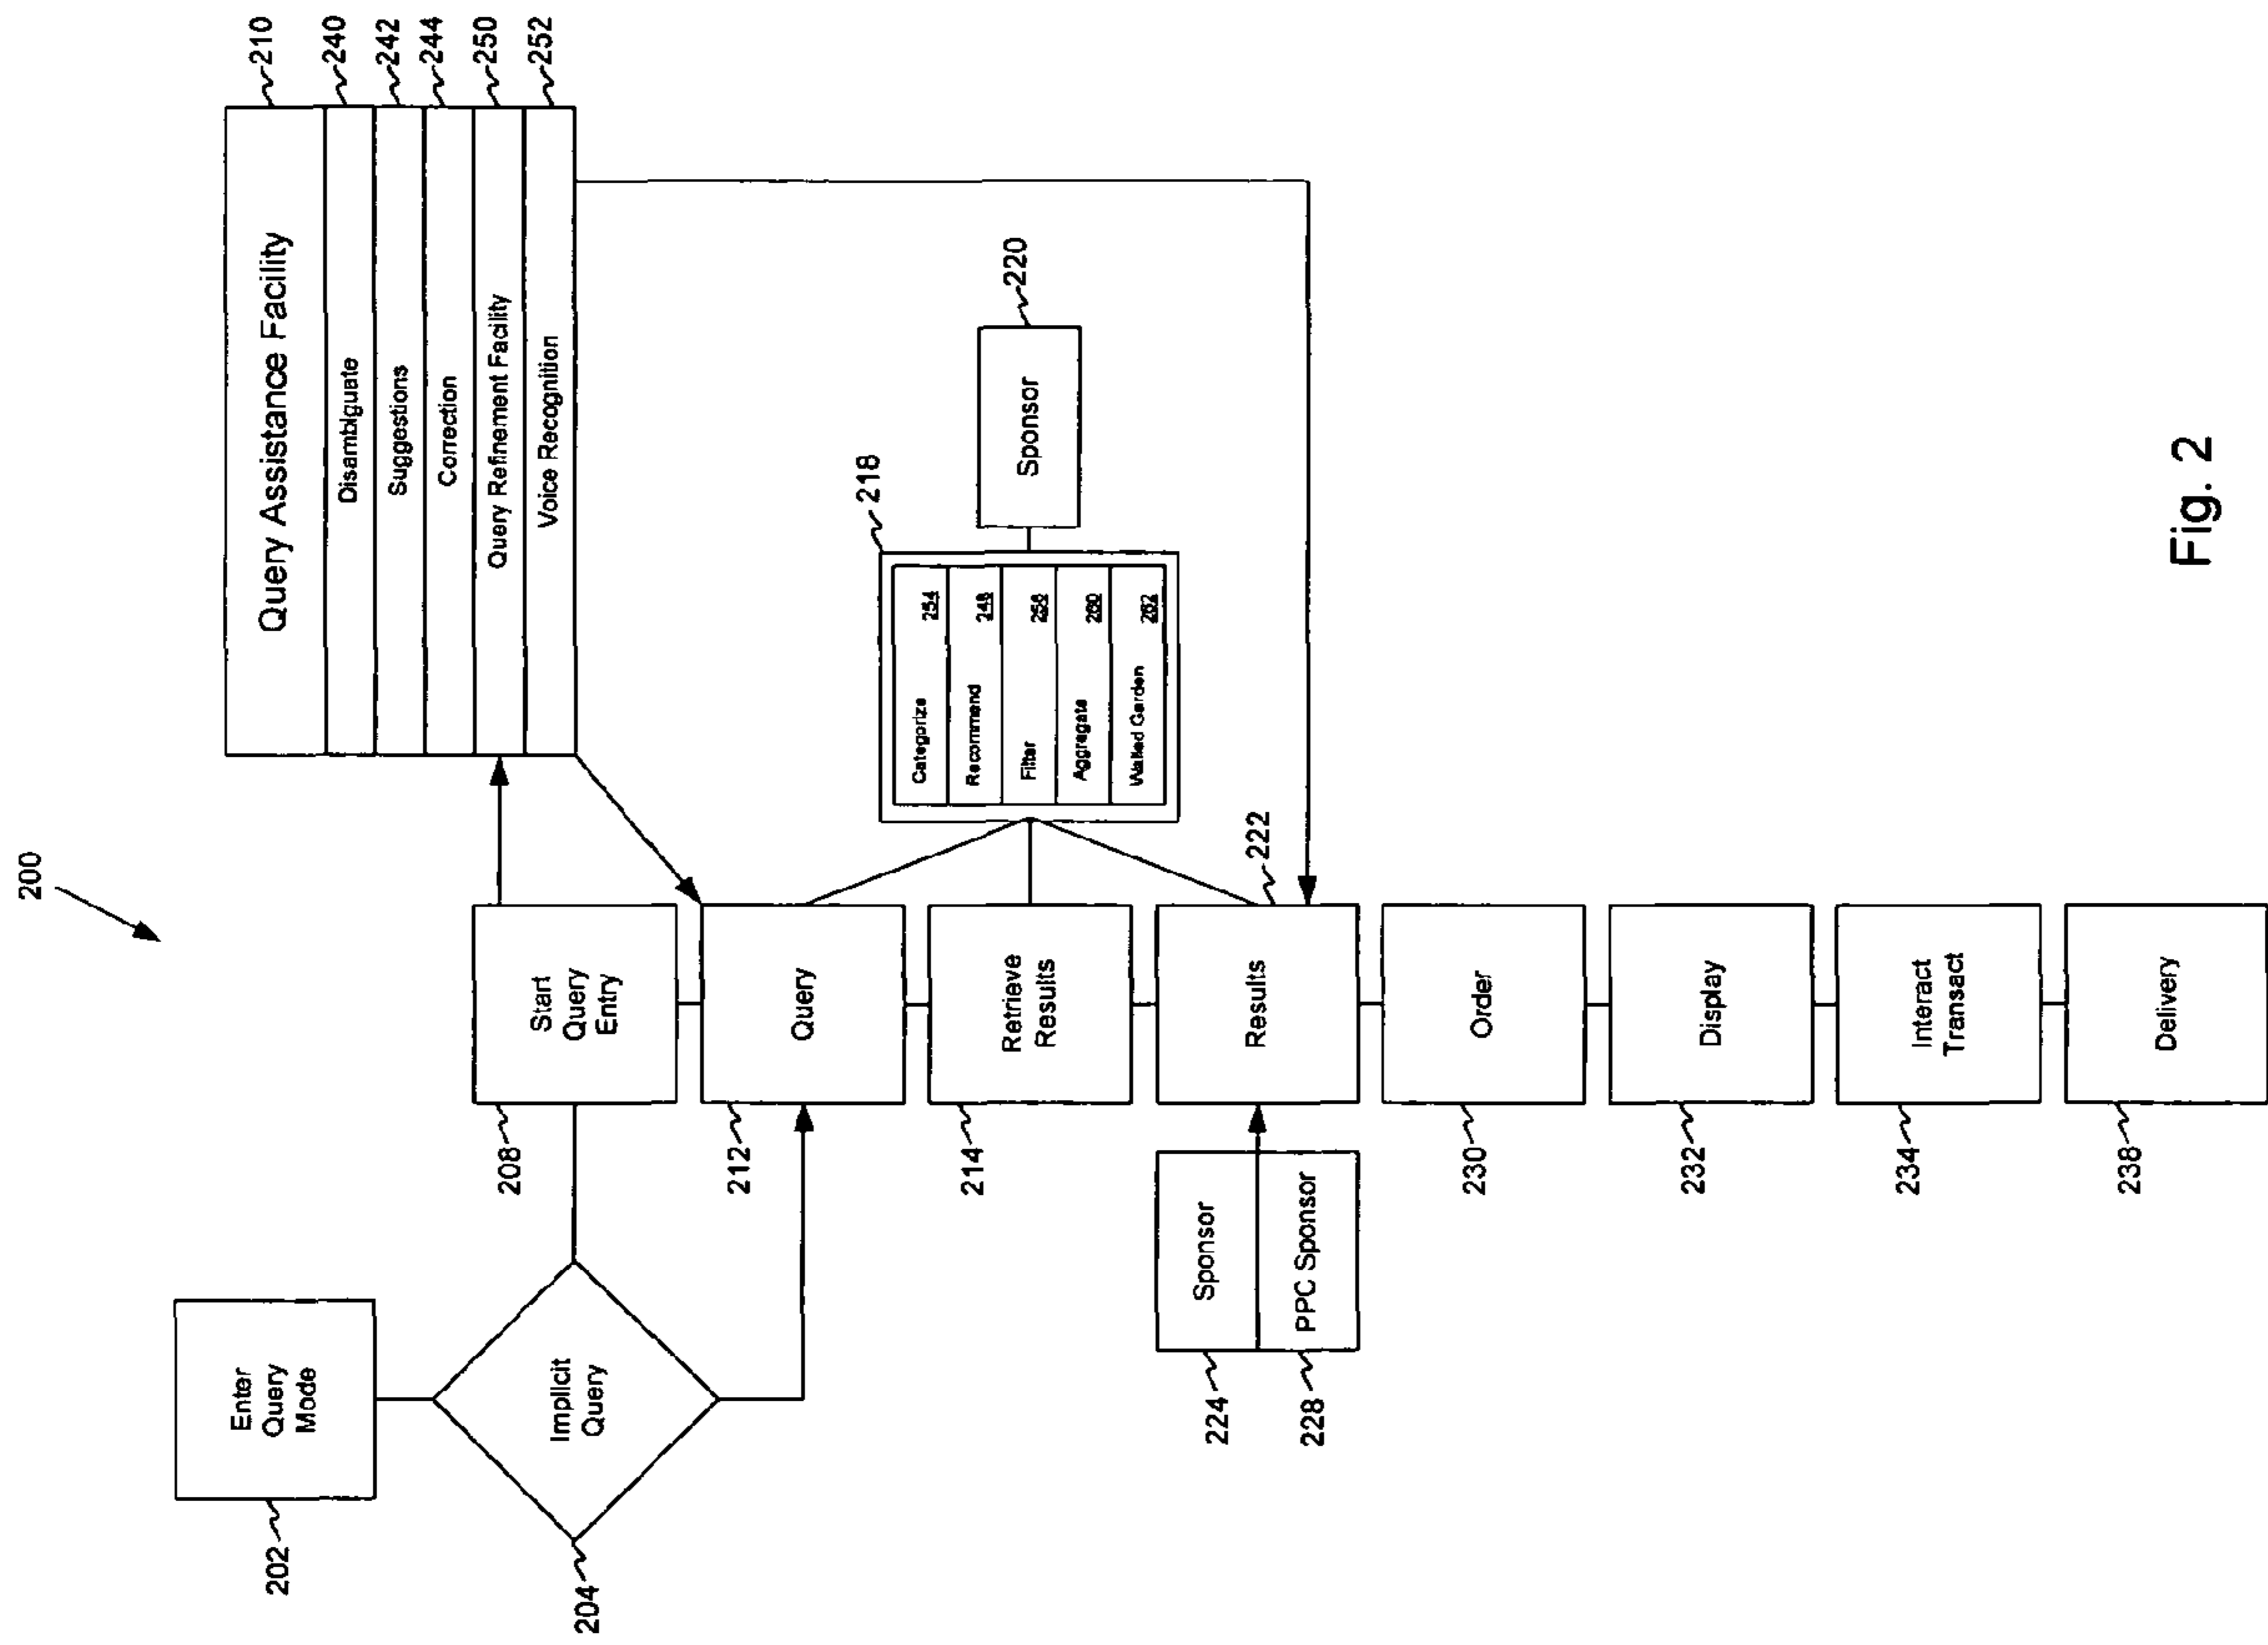 200
202
Enter
Query
Mode
204
Implicit
Query
208
Start
Query
Entry
Query Assistance Facility
210
Disambiguate
240
Suggestions
242
Correction
244
Query Refinement Facility
250
Voice Recognition
252
212
Query
214
Retrieve
Results
218
Categorize 254
Recommend 248
Filter 258
Aggregate 260
Walled Garden 262
Sponsor
220
Results
222
224
Sponsor
228
PPC Sponsor
230
Order
232
Display
234
Interact
Transact
238
Delivery
Fig. 2